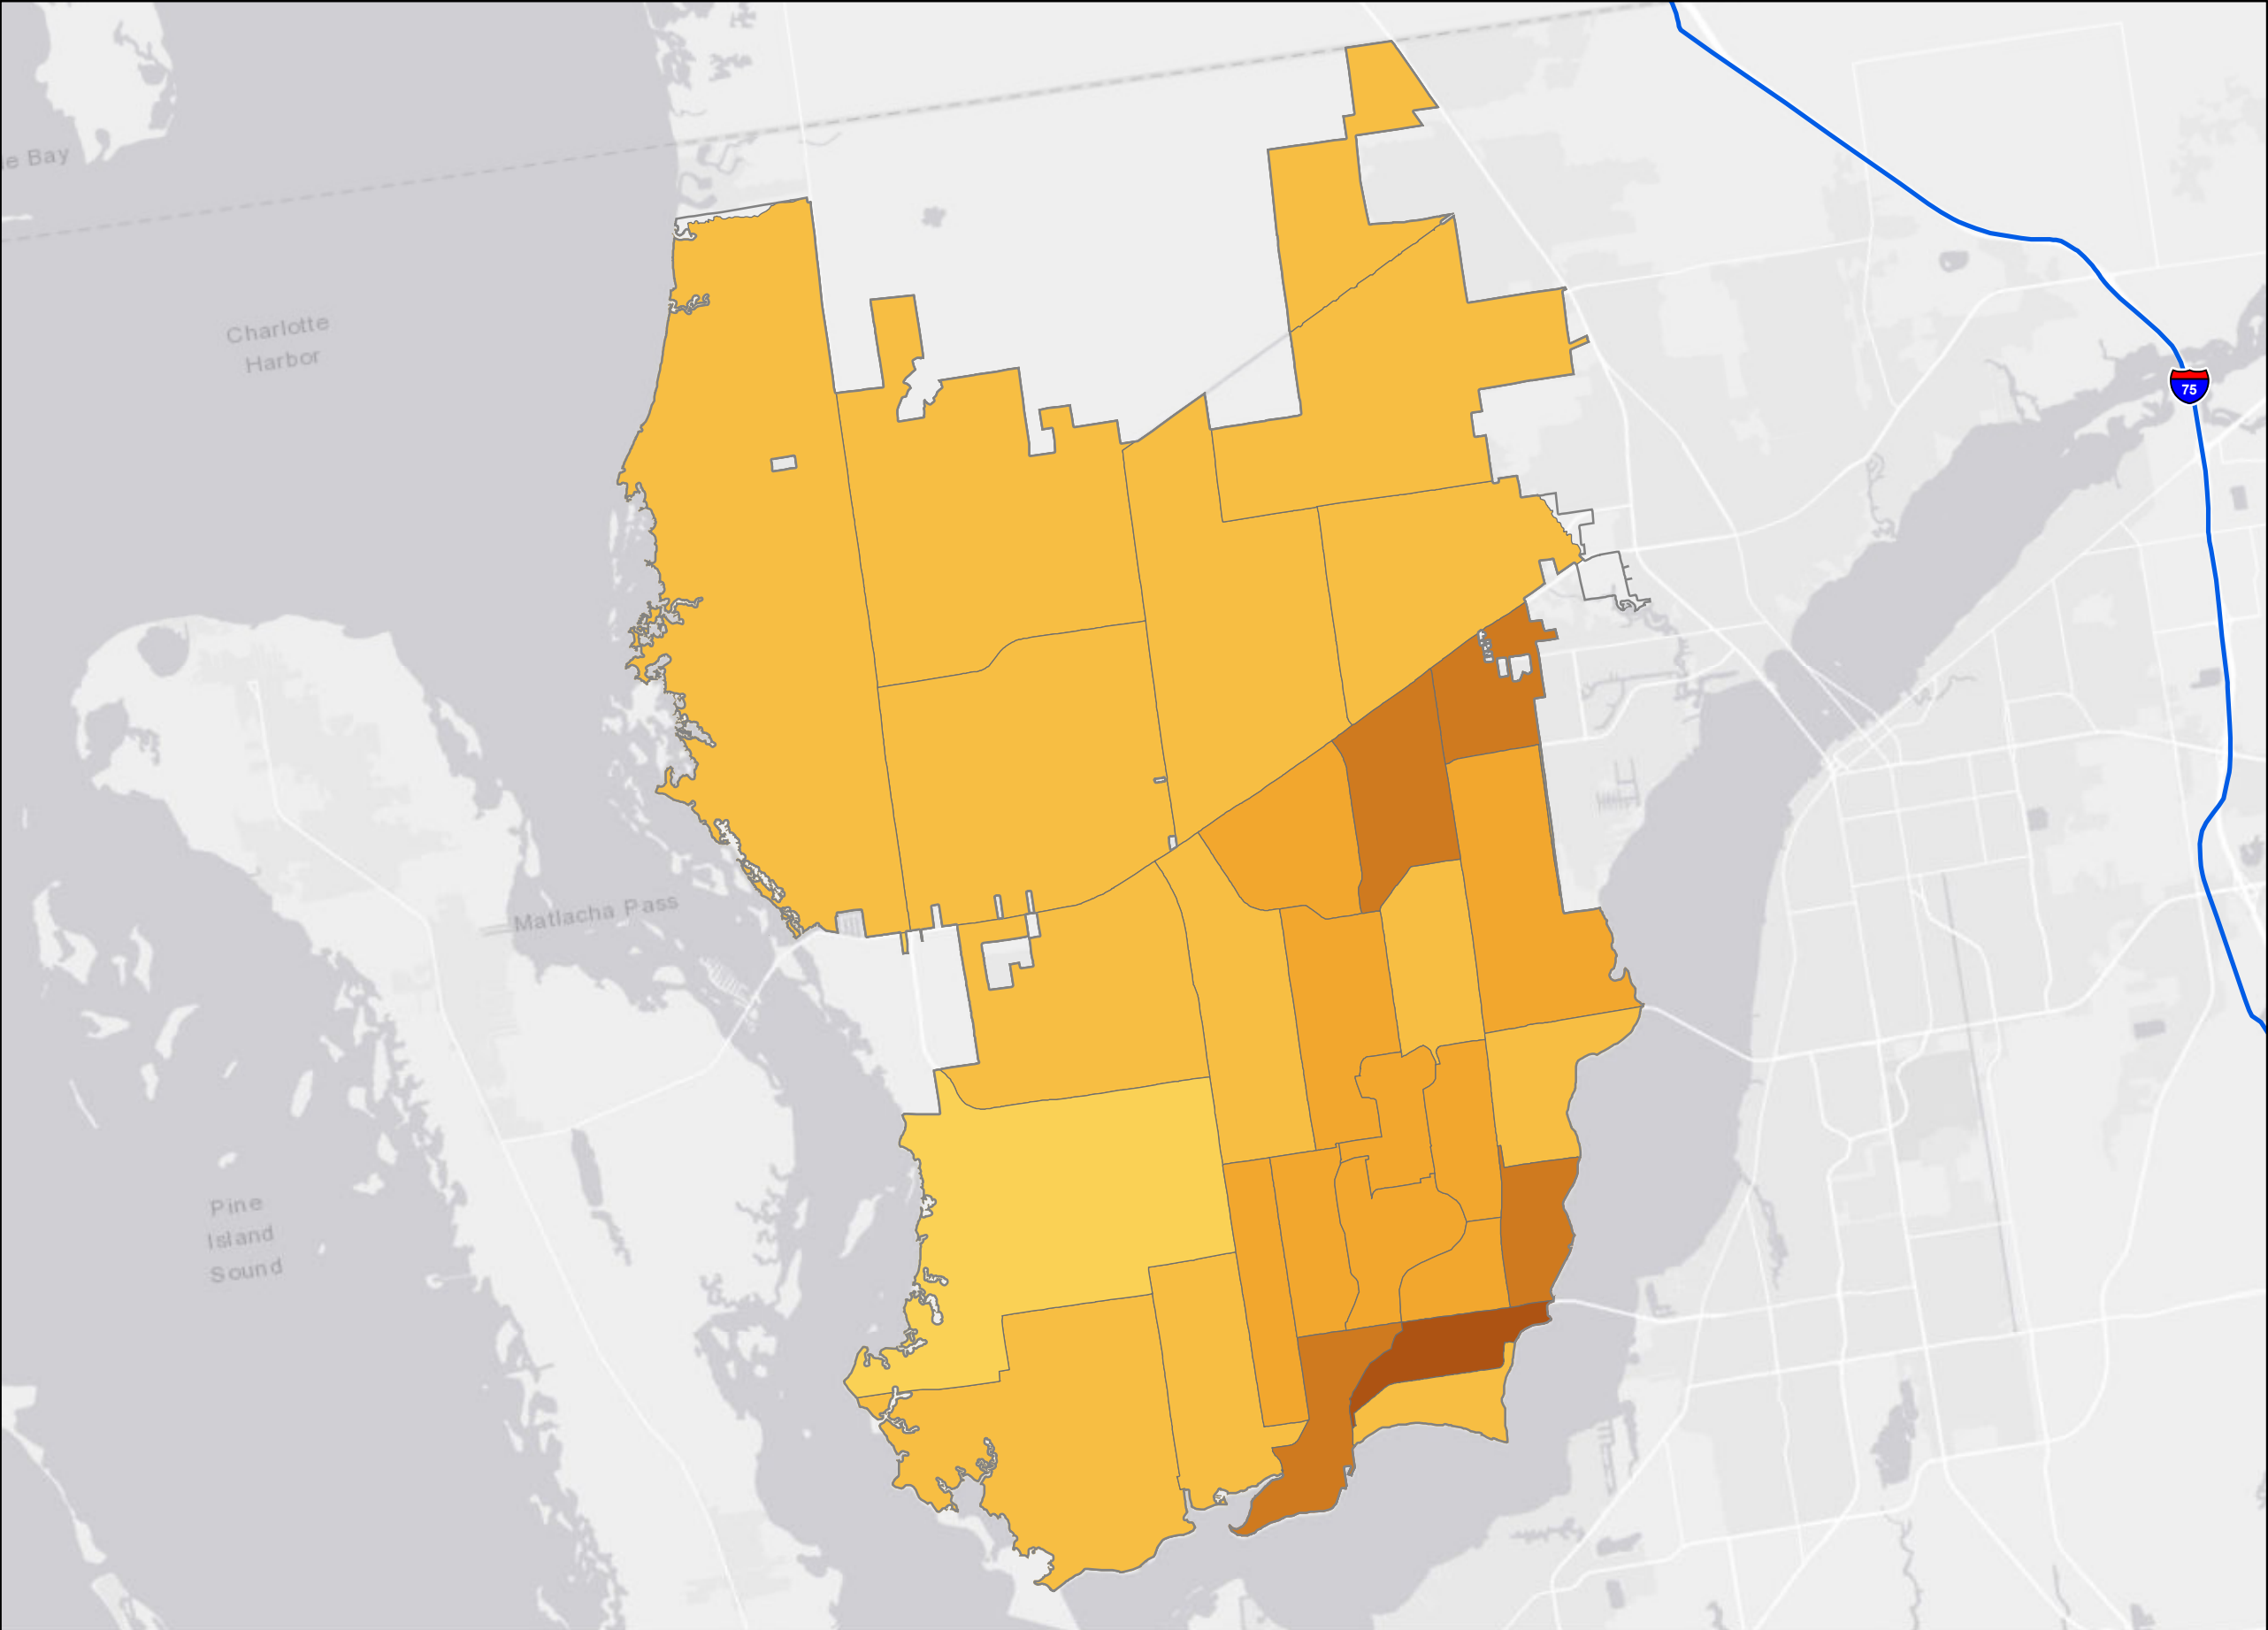 e Bay
Charlotte
Harbor
75
Matlacha Pass
Pine
Island
Sound